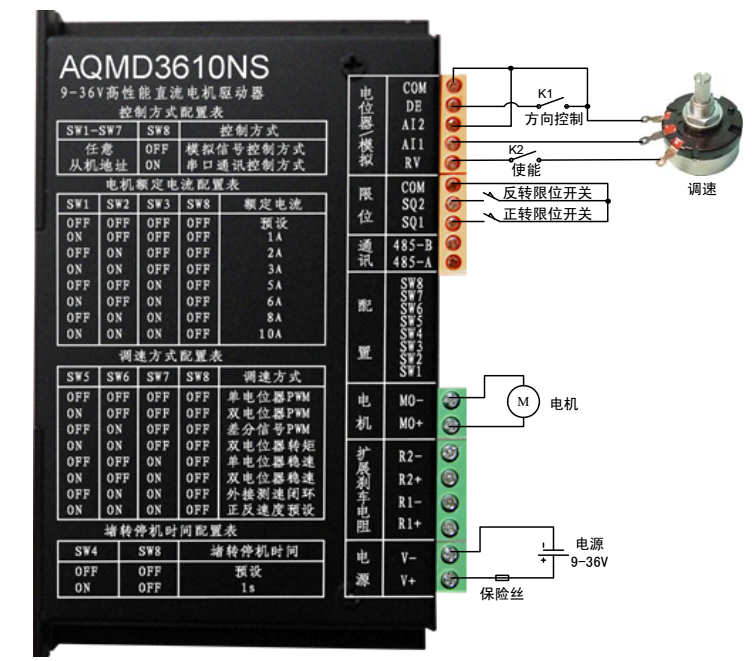 AQMD3610NS
9-36V高性能直流电机驱动器
控制方式配置表
SW1-SW7 SW8 控制方式
任意 OFF 模拟信号控制方式
从机地址 ON 串口通讯控制方式
电机额定电流配置表
SW1 SW2 SW3 SW8 额定电流
OFF OFF OFF OFF 预设
ON OFF OFF OFF 1A
OFF ON OFF OFF 2A
ON ON OFF OFF 3A
OFF OFF ON OFF 5A
ON OFF ON OFF 6A
OFF ON ON OFF 8A
ON ON ON OFF 10A
调速方式配置表
SW5 SW6 SW7 SW8 调速方式
OFF OFF OFF OFF 单电位器PWM
ON OFF OFF OFF 双电位器PWM
OFF ON OFF OFF 差分信号PWM
ON ON OFF OFF 双电位器转矩
OFF OFF ON OFF 单电位器稳速
ON OFF ON OFF 双电位器稳速
OFF ON ON OFF 外接测速闭环
ON ON ON OFF 正反速度预设
堵转停机时间配置表
SW4 SW8 堵转停机时间
OFF OFF 预设
ON OFF 1s
电位器/模拟
COM
DE
AI2
AI1
RV
限位
COM
SQ2
SQ1
通讯
485-B
485-A
配置
SW8
SW7
SW6
SW5
SW4
SW3
SW2
SW1
电机
MO-
MO+
扩展刹车电阻
R2-
R2+
R1-
R1+
电源
V-
V+
K1
方向控制
K2
使能
调速
反转限位开关
正转限位开关
M
电机
-
+
电源
9-36V
保险丝